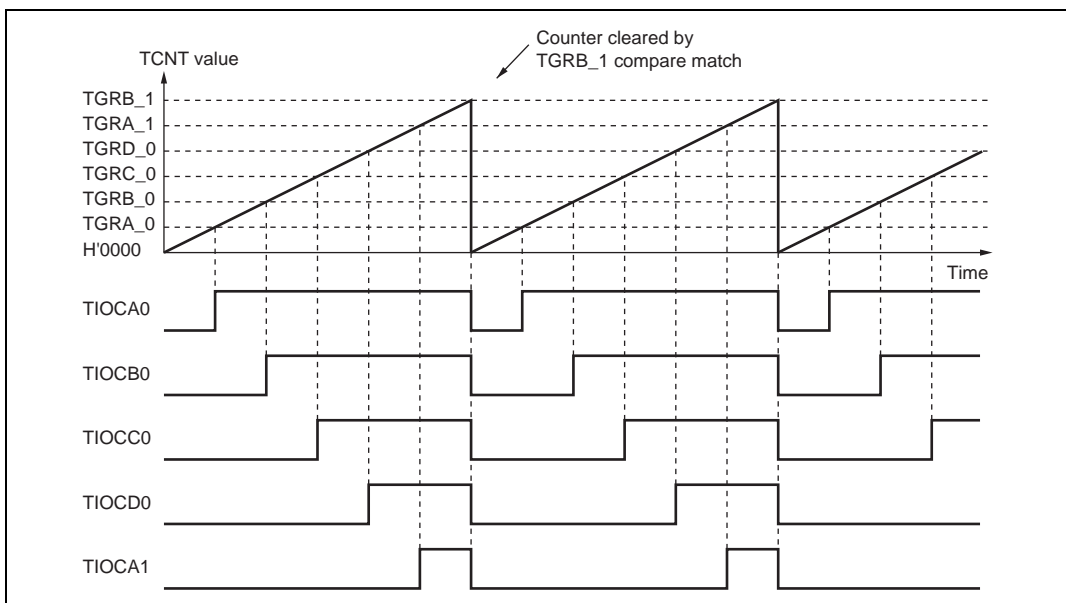 Counter cleared by
TGRB_1 compare match
TCNT value
TGRB_1
TGRA_1
TGRD_0
TGRC_0
TGRB_0
TGRA_0
H'0000
Time
TIOCA0
TIOCB0
TIOCC0
TIOCD0
TIOCA1